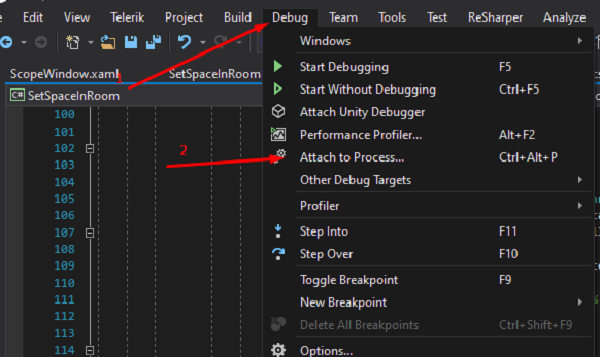 Edit View Telerik Project Build Debug Team Tools Test ReSharper Analyze
Windows
ScopeWindow.xaml 1 SetSpaceInRoom Start Debugging F5
C# SetSpaceInRoom Start Without Debugging Ctrl+F5
100 Attach Unity Debugger
101 Performance Profiler... Alt+F2
102 2 Attach to Process... Ctrl+Alt+P
103
104 Other Debug Targets
105 Profiler
106
107 Step Into F11
108 Step Over F10
109
110 Toggle Breakpoint F9
111 New Breakpoint
112
113 Delete All Breakpoints Ctrl+Shift+F9
114 Options...